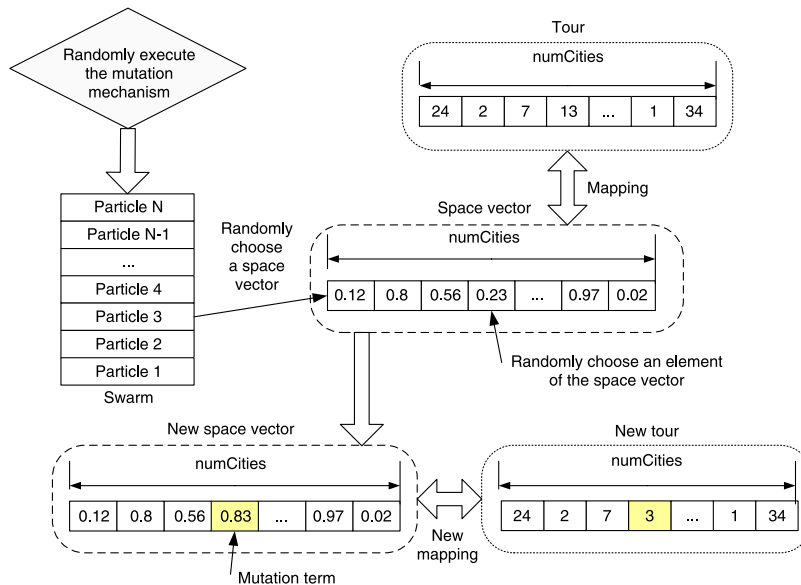 Randomly execute
the mutation
mechanism
Tour
numCities
24 2 7 13 ... 1 34
Mapping
Particle N
Particle N-1
...
Particle 4
Particle 3
Particle 2
Particle 1
Swarm
Randomly
choose
a space
vector
Space vector
numCities
0.12 0.8 0.56 0.23 ... 0.97 0.02
Randomly choose an element
of the space vector
New space vector
numCities
0.12 0.8 0.56 0.83 ... 0.97 0.02
Mutation term
New
mapping
New tour
numCities
24 2 7 3 ... 1 34